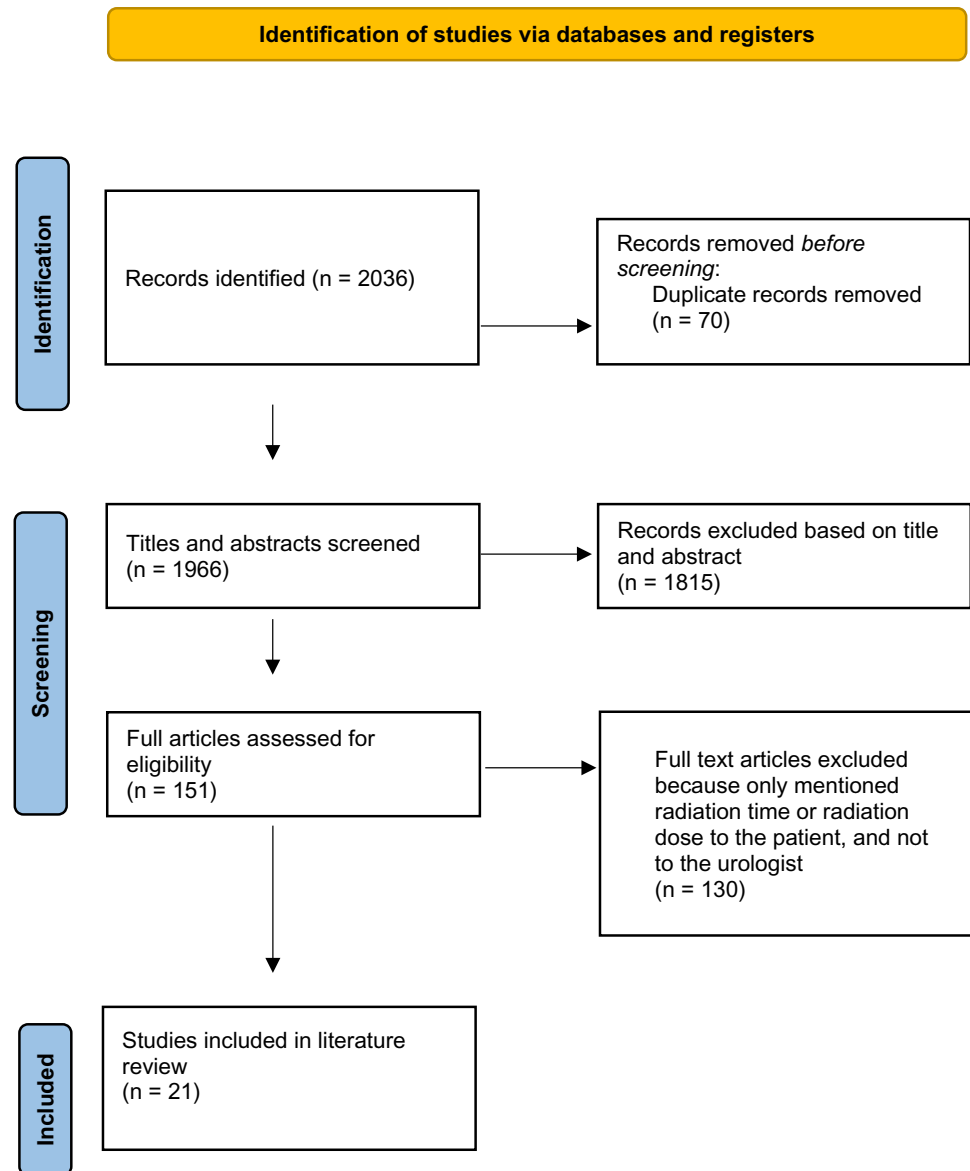 Identification of studies via databases and registers
Identification
Records identified (n = 2036)
Records removed before
screening:
Duplicate records removed
(n = 70)
Screening
Titles and abstracts screened
(n = 1966)
Records excluded based on title
and abstract
(n = 1815)
Full articles assessed for
eligibility
(n = 151)
Full text articles excluded
because only mentioned
radiation time or radiation
dose to the patient, and not
to the urologist
(n = 130)
Included
Studies included in literature
review
(n = 21)